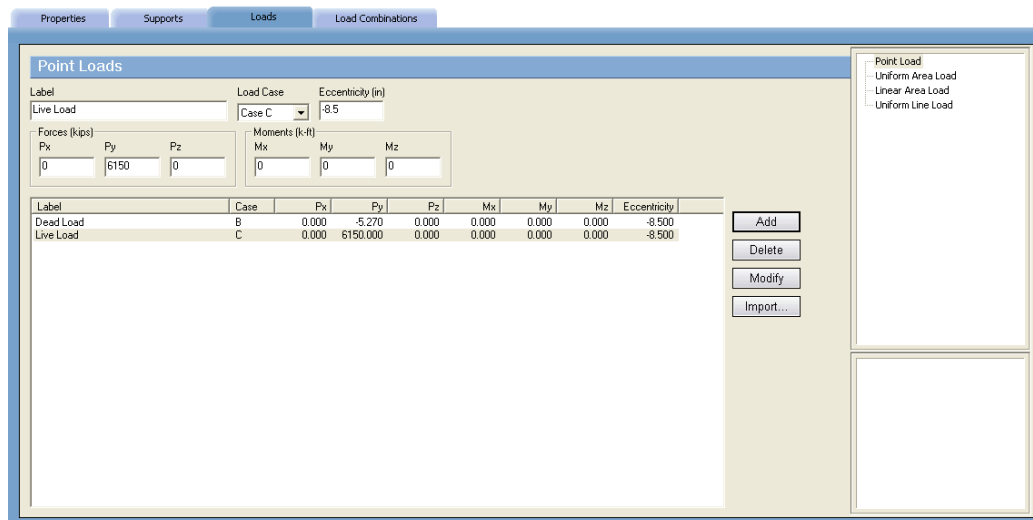 Properties Supports Loads Load Combinations
Point Loads
Label Load Case Eccentricity (in)
Live Load Case C -8.5
Forces (kips) Moments (k-ft)
Px Py Pz Mx My Mz
0 6150 0 0 0 0
Label Case Px Py Pz Mx My Mz Eccentricity
Dead Load B 0.000 -5.270 0.000 0.000 0.000 0.000 -8.500
Live Load C 0.000 6150.000 0.000 0.000 0.000 0.000 -8.500
Add
Delete
Modify
Import...
Point Load
Uniform Area Load
Linear Area Load
Uniform Line Load